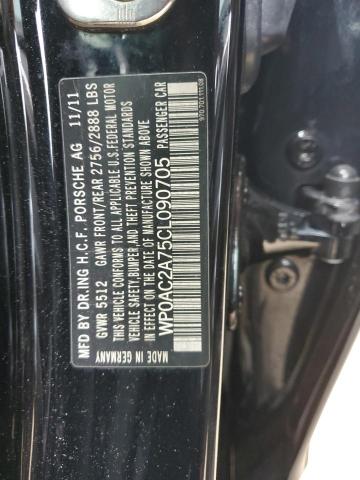 MFD BY DR.ING H.C.F. PORSCHE AG 11/11
GVWR 5512 GAWR FRONT/REAR 2756/2888 LBS
THIS VEHICLE CONFORMS TO ALL APPLICABLE U.S.FEDERAL MOTOR
VEHICLE SAFETY,BUMPER AND THEFT PREVENTION STANDARDS
IN EFFECT ON THE DATE OF MANUFACTURE SHOWN ABOVE
WP0AC2A75CL090705 PASSENGER CAR
MADE IN GERMANY